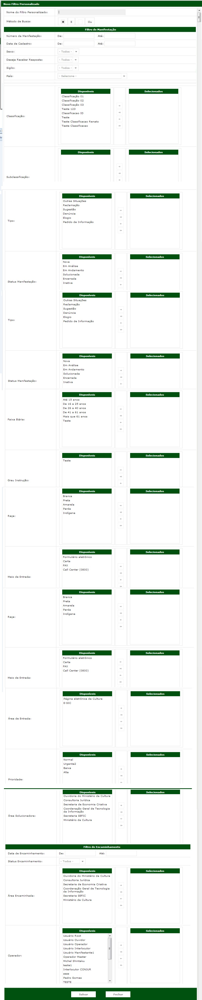 Novo Filtro Personalizado
Nome do Filtro Personalizado:
Método de Busca: E Ou
Filtro de Manifestação
Número da Manifestação: De: Até:
Data de Cadastro: De: Até:
Sexo: - Todos -
Deseja Receber Resposta: - Todos -
Sigilo: - Todos -
País: - Selecione -
Classificação:
Disponíveis Selecionados
Classificação 01
Classificação 02
Classificação 03
Teste 123
Classificacao ID
Teste
Teste Classificacao Renato
Teste Classificacao
Subclassificação:
Disponíveis Selecionados
Tipo:
Disponíveis Selecionados
Outras Situações
Reclamação
Sugestão
Denúncia
Elogio
Pedido de Informação
Status Manifestação:
Disponíveis Selecionados
Nova
Em Análise
Em Andamento
Solucionada
Encerrada
Inativa
Tipo:
Disponíveis Selecionados
Outras Situações
Reclamação
Sugestão
Denúncia
Elogio
Pedido de Informação
Status Manifestação:
Disponíveis Selecionados
Nova
Em Análise
Em Andamento
Solucionada
Encerrada
Inativa
Faixa Etária:
Disponíveis Selecionados
Até 15 anos
De 16 a 25 anos
De 26 a 40 anos
De 41 a 61 anos
Mais que 61 anos
Teste
Grau Instrução:
Disponíveis Selecionados
Teste
Raça:
Disponíveis Selecionados
Branca
Preta
Amarela
Parda
Indígena
Meio de Entrada:
Disponíveis Selecionados
Formulário eletrônico
Carta
FAX
Call Center (0800)
Raça:
Disponíveis Selecionados
Branca
Preta
Amarela
Parda
Indígena
Meio de Entrada:
Disponíveis Selecionados
Formulário eletrônico
Carta
FAX
Call Center (0800)
Área de Entrada:
Disponíveis Selecionados
Página eletrônica da Cultura
E-SIC
Prioridade:
Disponíveis Selecionados
Normal
Urgente2
Baixa
Alta
Área Solucionadora:
Disponíveis Selecionados
Ouvidoria do Ministério da Cultura
Consultoria Jurídica
Secretaria de Economia Criativa
Coordenação Geral de Tecnologia
da Informação
Secretaria SEFIC
Ministério da Cultura
Filtro de Encaminhamento
Data de Encaminhamento: De: Até:
Status Encaminhamento: - Todos -
Área Encaminhada:
Disponíveis Selecionados
Ouvidoria do Ministério da Cultura
Consultoria Jurídica
Secretaria de Economia Criativa
Coordenação Geral de Tecnologia
da Informação
Secretaria SEFIC
Ministério da Cultura
Operador:
Disponíveis Selecionados
Usuário Root
Usuário Ouvidor
Usuário Operador
Usuário Interlocutor
Usuário Manifestante1
Operador Master
Michel Shintaku
teste1
Interlocutor CONJUR
zzzz
Pedro Gomes
TESTE
Salvar Fechar